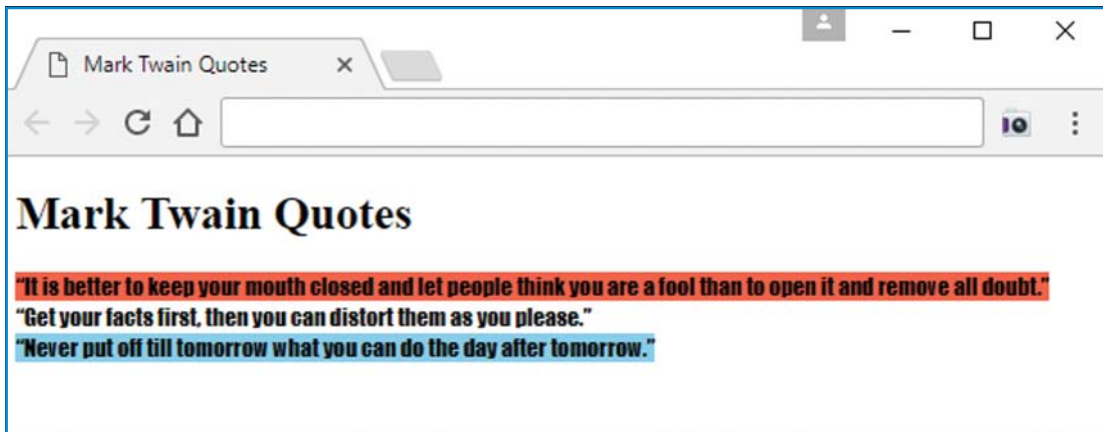 Mark Twain Quotes
Mark Twain Quotes
“It is better to keep your mouth closed and let people think you are a fool than to open it and remove all doubt.”
“Get your facts first, then you can distort them as you please.”
“Never put off till tomorrow what you can do the day after tomorrow.”